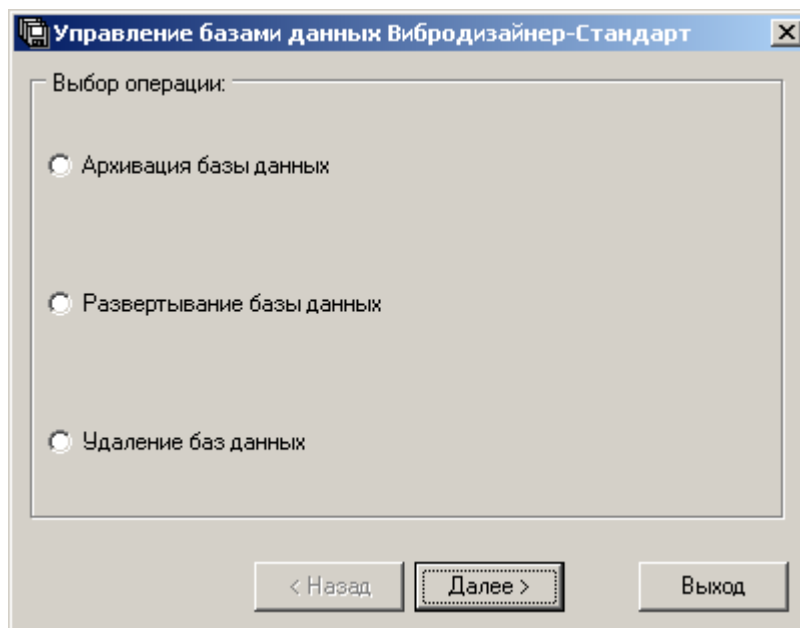 Управление базами данных Вибродизайнер-Стандарт
Выбор операции:
Архивация базы данных
Развертывание базы данных
Удаление баз данных
< Назад
Далее >
Выход